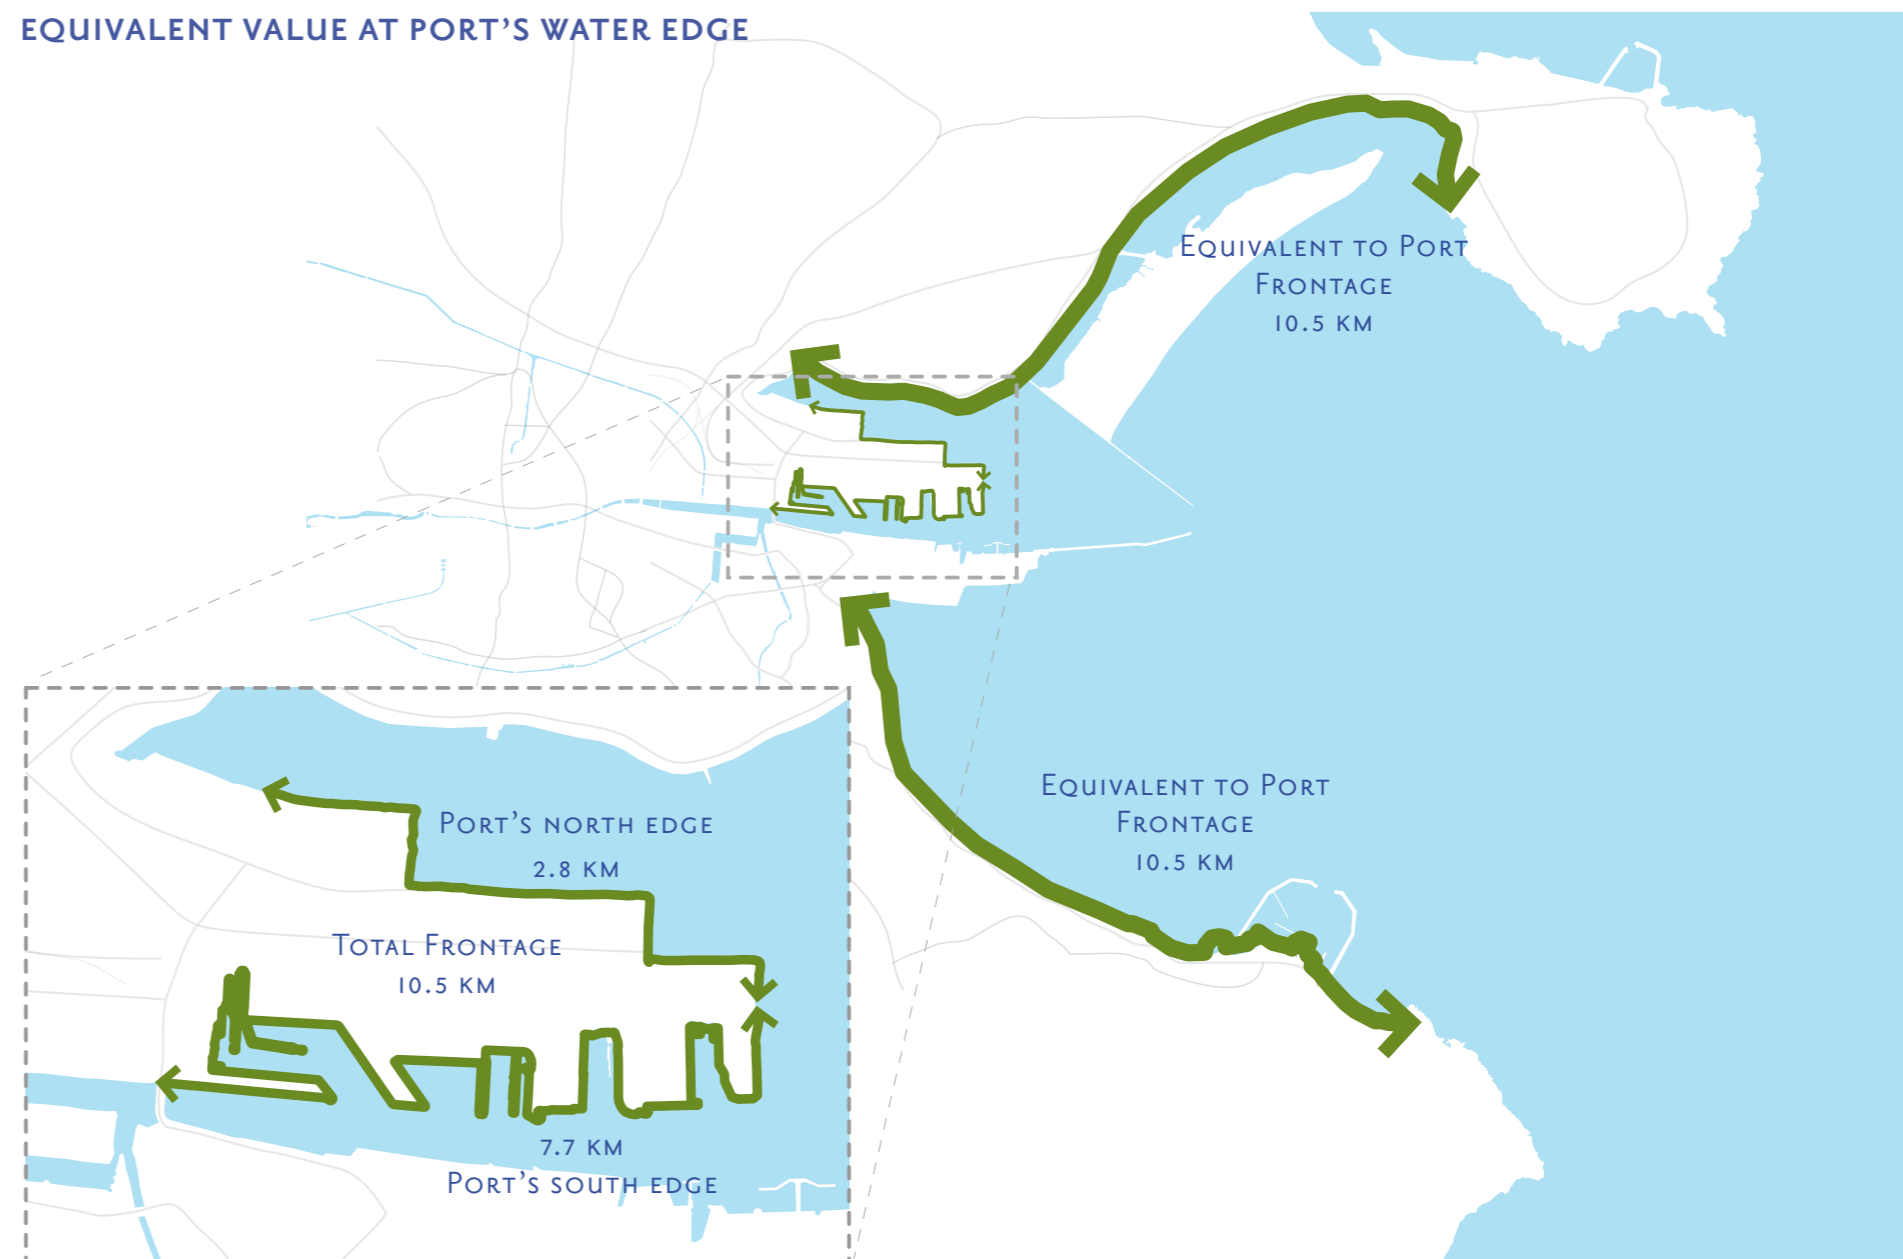 EQUIVALENT VALUE AT PORT'S WATER EDGE
EQUIVALENT TO PORT
FRONTAGE
10.5 KM
EQUIVALENT TO PORT
FRONTAGE
10.5 KM
PORT'S NORTH EDGE
2.8 KM
TOTAL FRONTAGE
10.5 KM
7.7 KM
PORT'S SOUTH EDGE